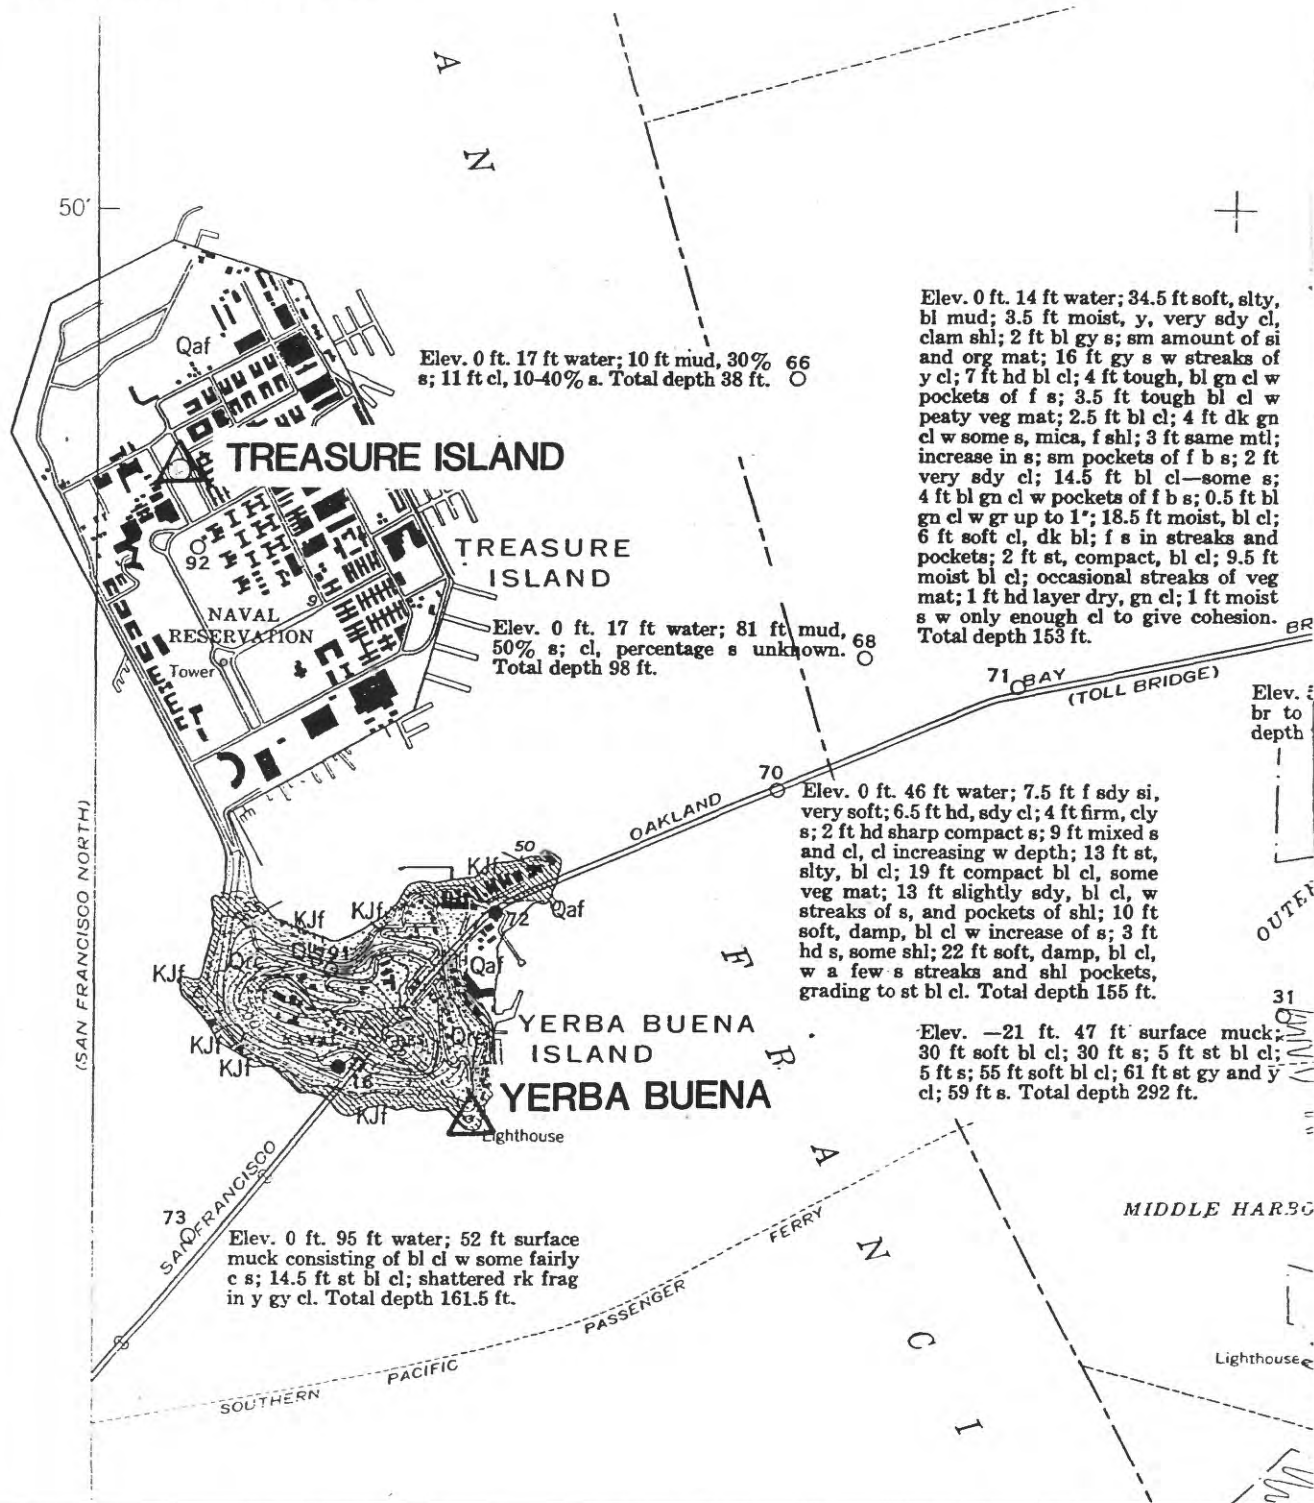 A
N
50'
Qaf
Elev. 0 ft. 17 ft water; 10 ft mud, 30%
s; 11 ft cl, 10-40% s. Total depth 38 ft.
66
Elev. 0 ft. 14 ft water; 34.5 ft soft, slty,
bl mud; 3.5 ft moist, y, very sdy cl,
clam shl; 2 ft bl gy s; sm amount of si
and org mat; 16 ft gy s w streaks of
y cl; 7 ft hd bl cl; 4 ft tough, bl gn cl w
pockets of f s; 3.5 ft tough bl cl w
peaty veg mat; 2.5 ft bl cl; 4 ft dk gn
cl w some s, mica, f shl; 3 ft same mtl;
increase in s; sm pockets of f b s; 2 ft
very sdy cl; 14.5 ft bl cl—some s;
4 ft bl gn cl w pockets of f b s; 0.5 ft bl
gn cl w gr up to 1"; 18.5 ft moist, bl cl;
6 ft soft cl, dk bl; f s in streaks and
pockets; 2 ft st, compact, bl cl; 9.5 ft
moist bl cl; occasional streaks of veg
mat; 1 ft hd layer dry, gn cl; 1 ft moist
s w only enough cl to give cohesion.
Total depth 153 ft.
TREASURE ISLAND
92
TREASURE
ISLAND
9
NAVAL
RESERVATION
Tower
Elev. 0 ft. 17 ft water; 81 ft mud,
50% s; cl, percentage s unknown.
Total depth 98 ft.
68
71
BAY
BR
(TOLL BRIDGE)
Elev.
br to
depth
70
OAKLAND
Elev. 0 ft. 46 ft water; 7.5 ft f sdy si,
very soft; 6.5 ft hd, sdy cl; 4 ft firm, cly
s; 2 ft hd sharp compact s; 9 ft mixed s
and cl, cl increasing w depth; 13 ft st,
slty, bl cl; 19 ft compact bl cl, some
veg mat; 13 ft slightly sdy, bl cl, w
streaks of s, and pockets of shl; 10 ft
soft, damp, bl cl w increase of s; 3 ft
hd s, some shl; 22 ft soft, damp, bl cl,
w a few s streaks and shl pockets,
grading to st bl cl. Total depth 155 ft.
(SAN FRANCISCO NORTH)
50
KJf
KJf
KJf
72
Qaf
91
Qaf
KJf
F
OUTER
31
YERBA BUENA
ISLAND
R
KJf
KJf
KJf
YERBA BUENA
Lighthouse
Elev. —21 ft. 47 ft surface muck;
30 ft soft bl cl; 30 ft s; 5 ft st bl cl;
5 ft s; 55 ft soft bl cl; 61 ft st gy and y
cl; 59 ft s. Total depth 292 ft.
A
SAN FRANCISCO
73
Elev. 0 ft. 95 ft water; 52 ft surface
muck consisting of bl cl w some fairly
c s; 14.5 ft st bl cl; shattered rk frag
in y gy cl. Total depth 161.5 ft.
MIDDLE HARBO
N
SOUTHERN PACIFIC PASSENGER FERRY
C
Lighthouse
I